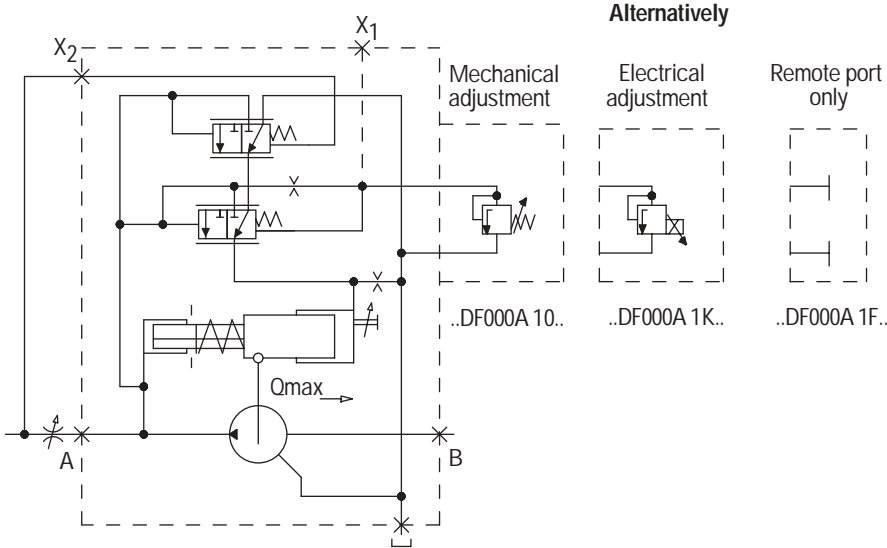 Alternatively
X2
X1
Mechanical
adjustment
Electrical
adjustment
Remote port
only
..DF000A 10..
..DF000A 1K..
..DF000A 1F..
Qmax
A
B